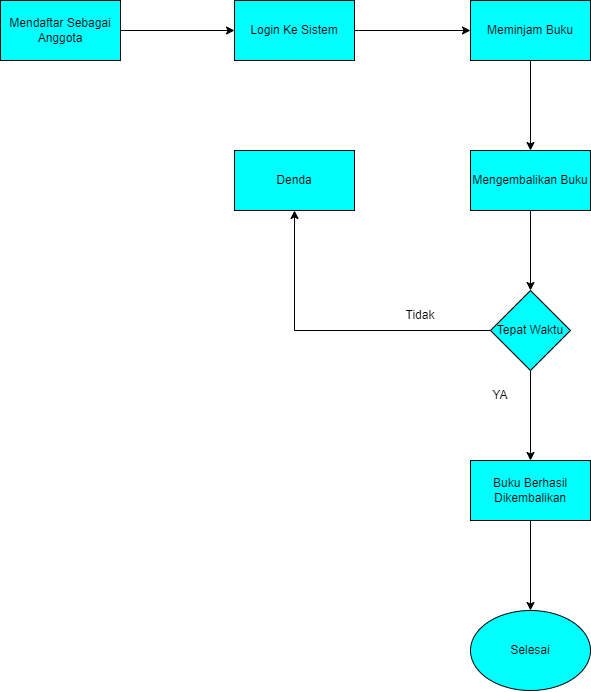 Mendaftar Sebagai
Anggota
Login Ke Sistem
Meminjam Buku
Denda
Mengembalikan Buku
Tidak
Tepat Waktu
YA
Buku Berhasil
Dikembalikan
Selesai